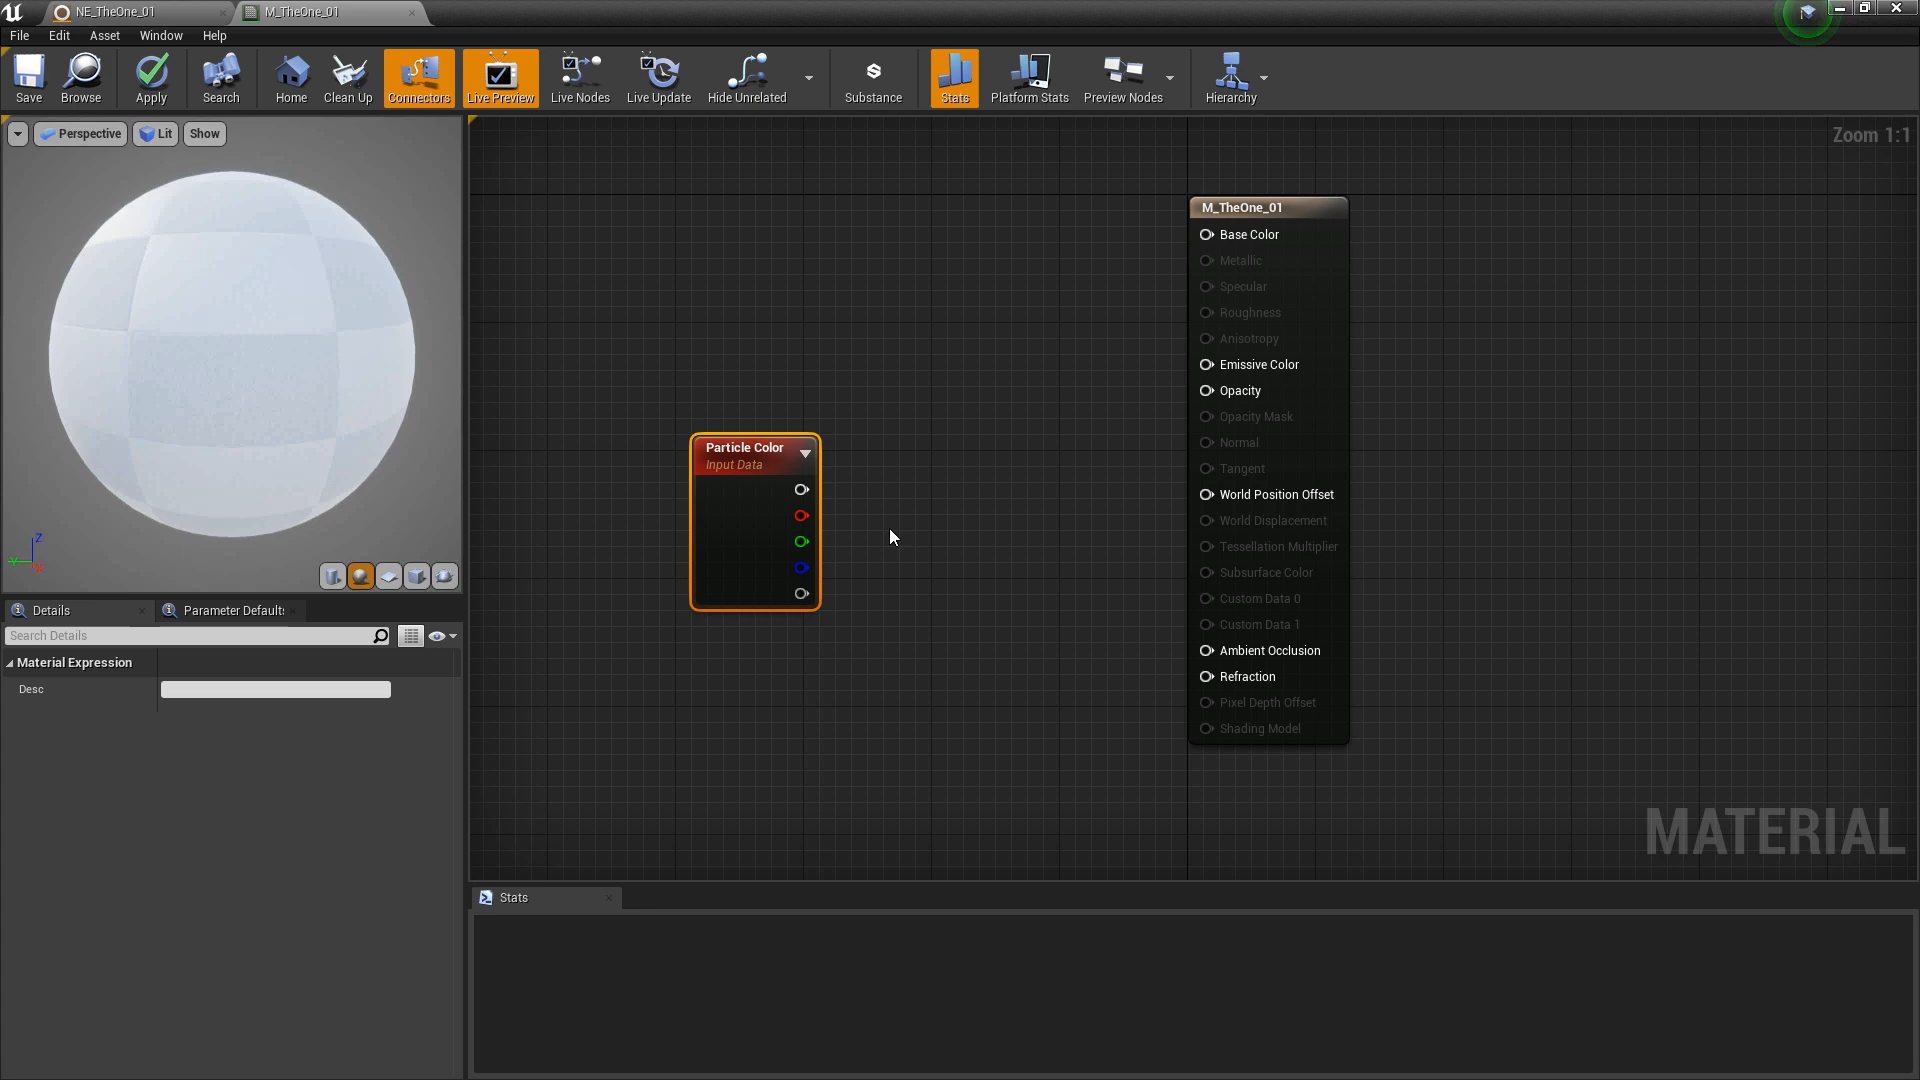 NE_TheOne_01
M_TheOne_01
File Edit Asset Window Help
Save Browse Apply Search Home Clean Up Connectors Live Preview Live Nodes Live Update Hide Unrelated Substance Stats Platform Stats Preview Nodes Hierarchy
Perspective Lit Show
Zoom 1:1
M_TheOne_01
Base Color
Metallic
Specular
Roughness
Anisotropy
Emissive Color
Opacity
Opacity Mask
Normal
Tangent
World Position Offset
World Displacement
Tessellation Multiplier
Subsurface Color
Custom Data 0
Custom Data 1
Ambient Occlusion
Refraction
Pixel Depth Offset
Shading Model
Particle Color
Input Data
Z
Y
X
MATERIAL
Details
Parameter Defaults
Search Details
Material Expression
Desc
Stats